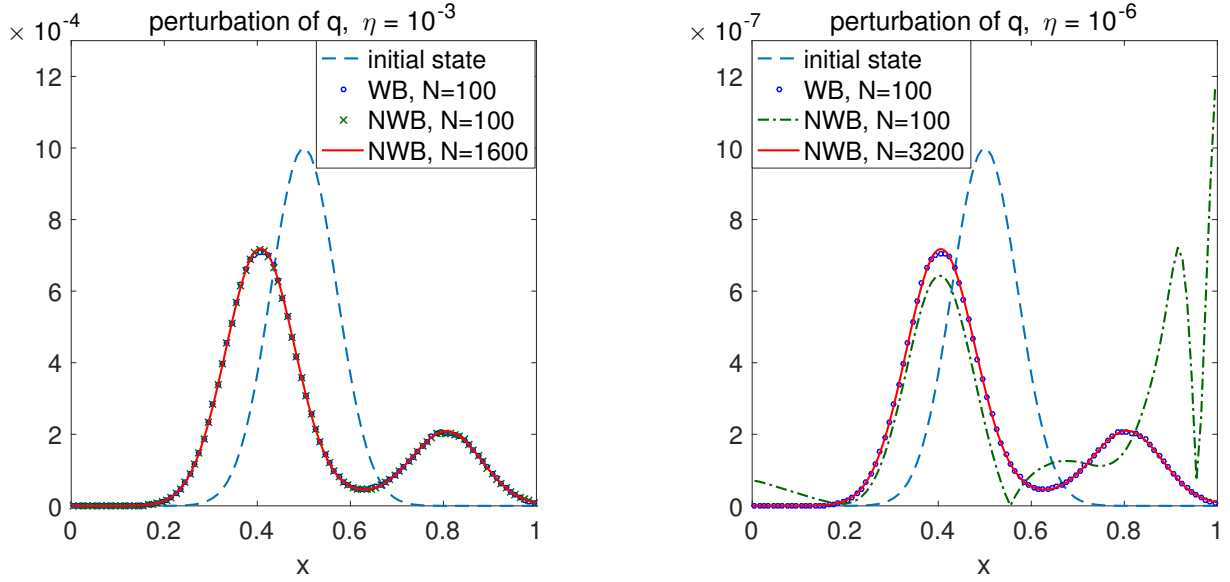 × 10⁻⁴
perturbation of q, η = 10⁻³
12
10
8
6
4
2
0
0
0.2
0.4
0.6
0.8
1
x
initial state
WB, N=100
NWB, N=100
NWB, N=1600
× 10⁻⁷
perturbation of q, η = 10⁻⁶
12
10
8
6
4
2
0
0
0.2
0.4
0.6
0.8
1
x
initial state
WB, N=100
NWB, N=100
NWB, N=3200